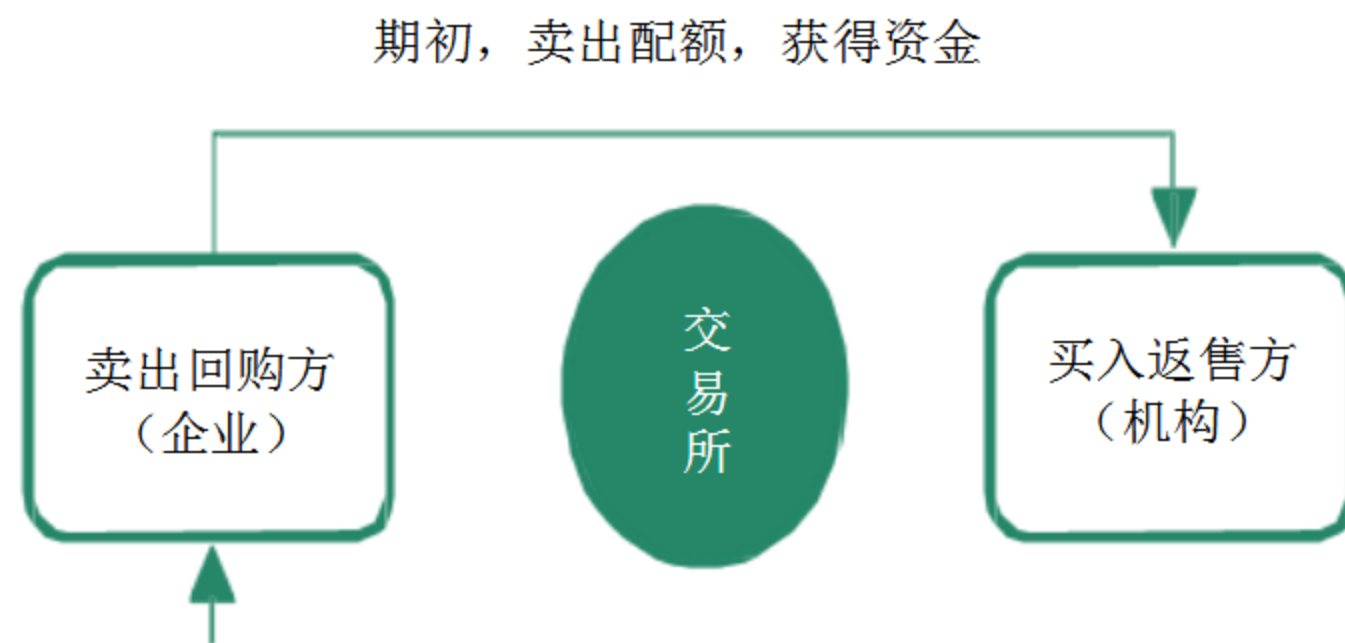 期初，卖出配额，获得资金
卖出回购方
（企业）
交
易
所
买入返售方
（机构）